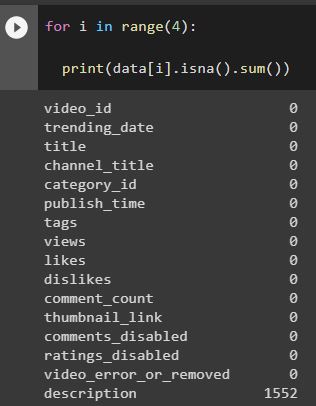 for i in range(4):
print(data[i].isna().sum())
video_id 0
trending_date 0
title 0
channel_title 0
category_id 0
publish_time 0
tags 0
views 0
likes 0
dislikes 0
comment_count 0
thumbnail_link 0
comments_disabled 0
ratings_disabled 0
video_error_or_removed 0
description 1552